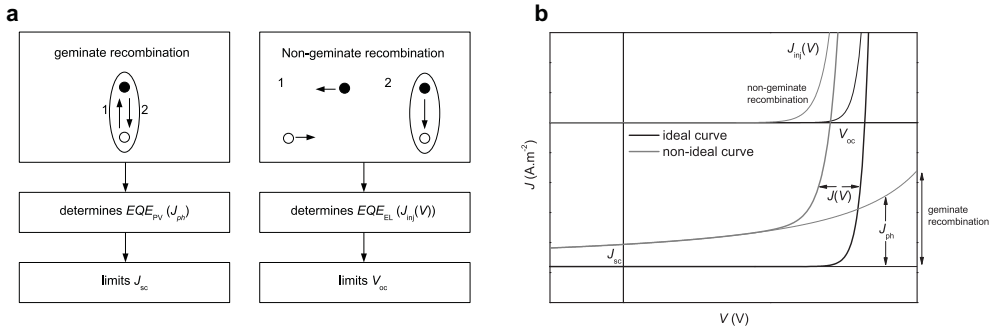 a
geminate recombination
1
2
Non-geminate recombination
1
2
determines EQE_PV (J_ph)
determines EQE_EL (J_inj(V))
limits J_sc
limits V_oc
b
J_inj(V)
non-geminate
recombination
V_oc
ideal curve
non-ideal curve
J(V)
J_ph
J_sc
geminate
recombination
J (A.m⁻²)
V (V)